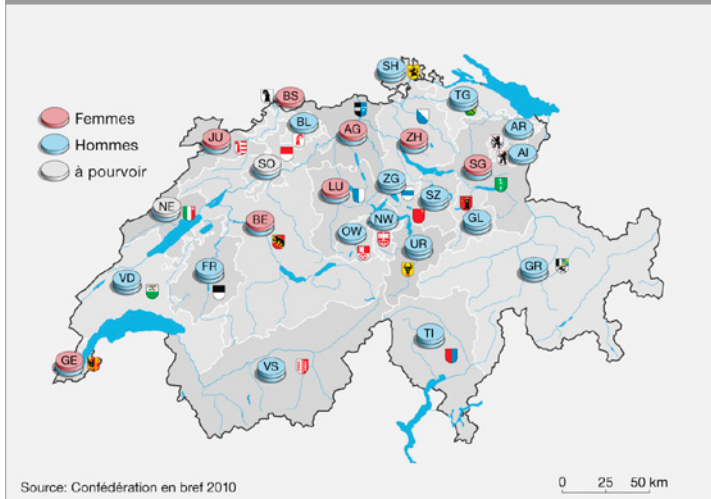 SH
BS
TG
Femmes
BL
Hommes
JU
AG
ZH
AR
AI
à pourvoir
SO
SG
ZG
LU
SZ
NE
BE
NW
GL
OW
UR
FR
GR
VD
TI
GE
VS
Source: Confédération en bref 2010
0 25 50 km